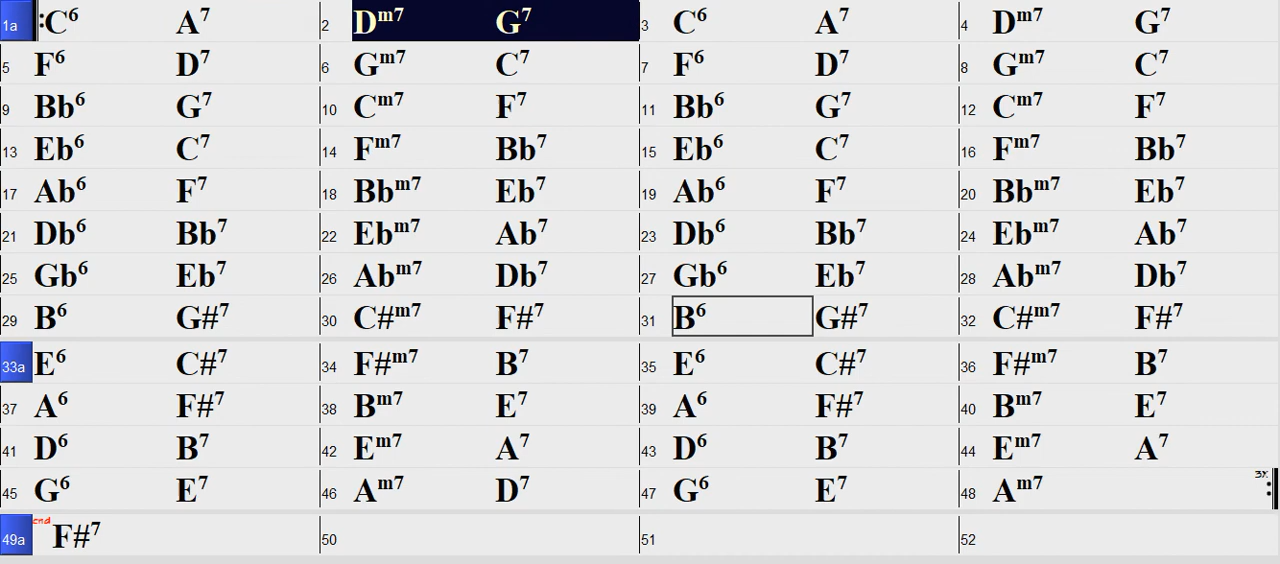 1a :C6 A7 2 Dm7 G7 3 C6 A7 4 Dm7 G7
5 F6 D7 6 Gm7 C7 7 F6 D7 8 Gm7 C7
9 Bb6 G7 10 Cm7 F7 11 Bb6 G7 12 Cm7 F7
13 Eb6 C7 14 Fm7 Bb7 15 Eb6 C7 16 Fm7 Bb7
17 Ab6 F7 18 Bbm7 Eb7 19 Ab6 F7 20 Bbm7 Eb7
21 Db6 Bb7 22 Ebm7 Ab7 23 Db6 Bb7 24 Ebm7 Ab7
25 Gb6 Eb7 26 Abm7 Db7 27 Gb6 Eb7 28 Abm7 Db7
29 B6 G#7 30 C#m7 F#7 31 B6 G#7 32 C#m7 F#7
33a E6 C#7 34 F#m7 B7 35 E6 C#7 36 F#m7 B7
37 A6 F#7 38 Bm7 E7 39 A6 F#7 40 Bm7 E7
41 D6 B7 42 Em7 A7 43 D6 B7 44 Em7 A7
45 G6 E7 46 Am7 D7 47 G6 E7 48 Am7 3x :
49a end F#7 50 51 52